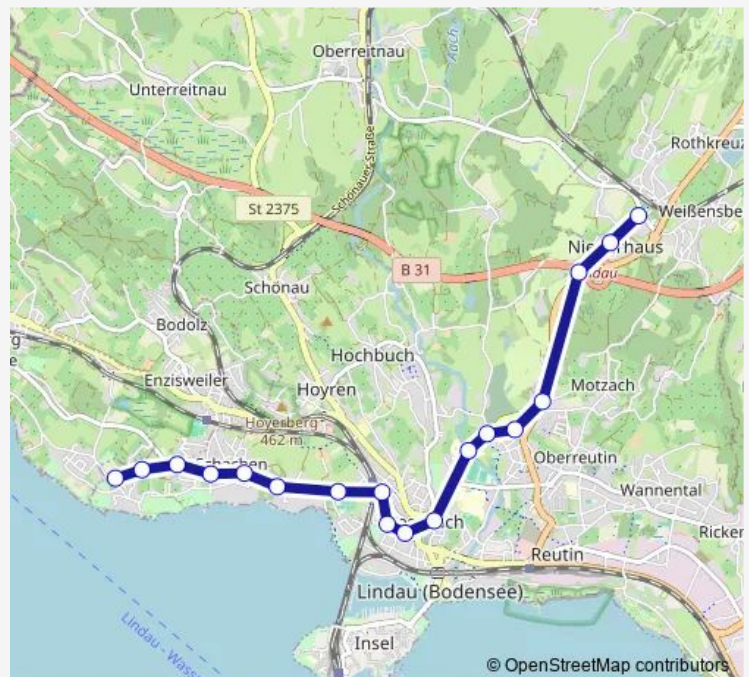 Oberreitnau
Aach
Unterreitnau
Rothkreuz
Schönauer Straße
St 2375
Weißensbe
B 31
Schönau
Bodolz
Hochbuch
Enzisweiler
Hoyren
Motzach
Hoyerberg
462 m
Oberreutin
Wannental
Ricker
Reutin
Lindau (Bodensee)
Lindau - Wass
Insel
© OpenStreetMap contributors